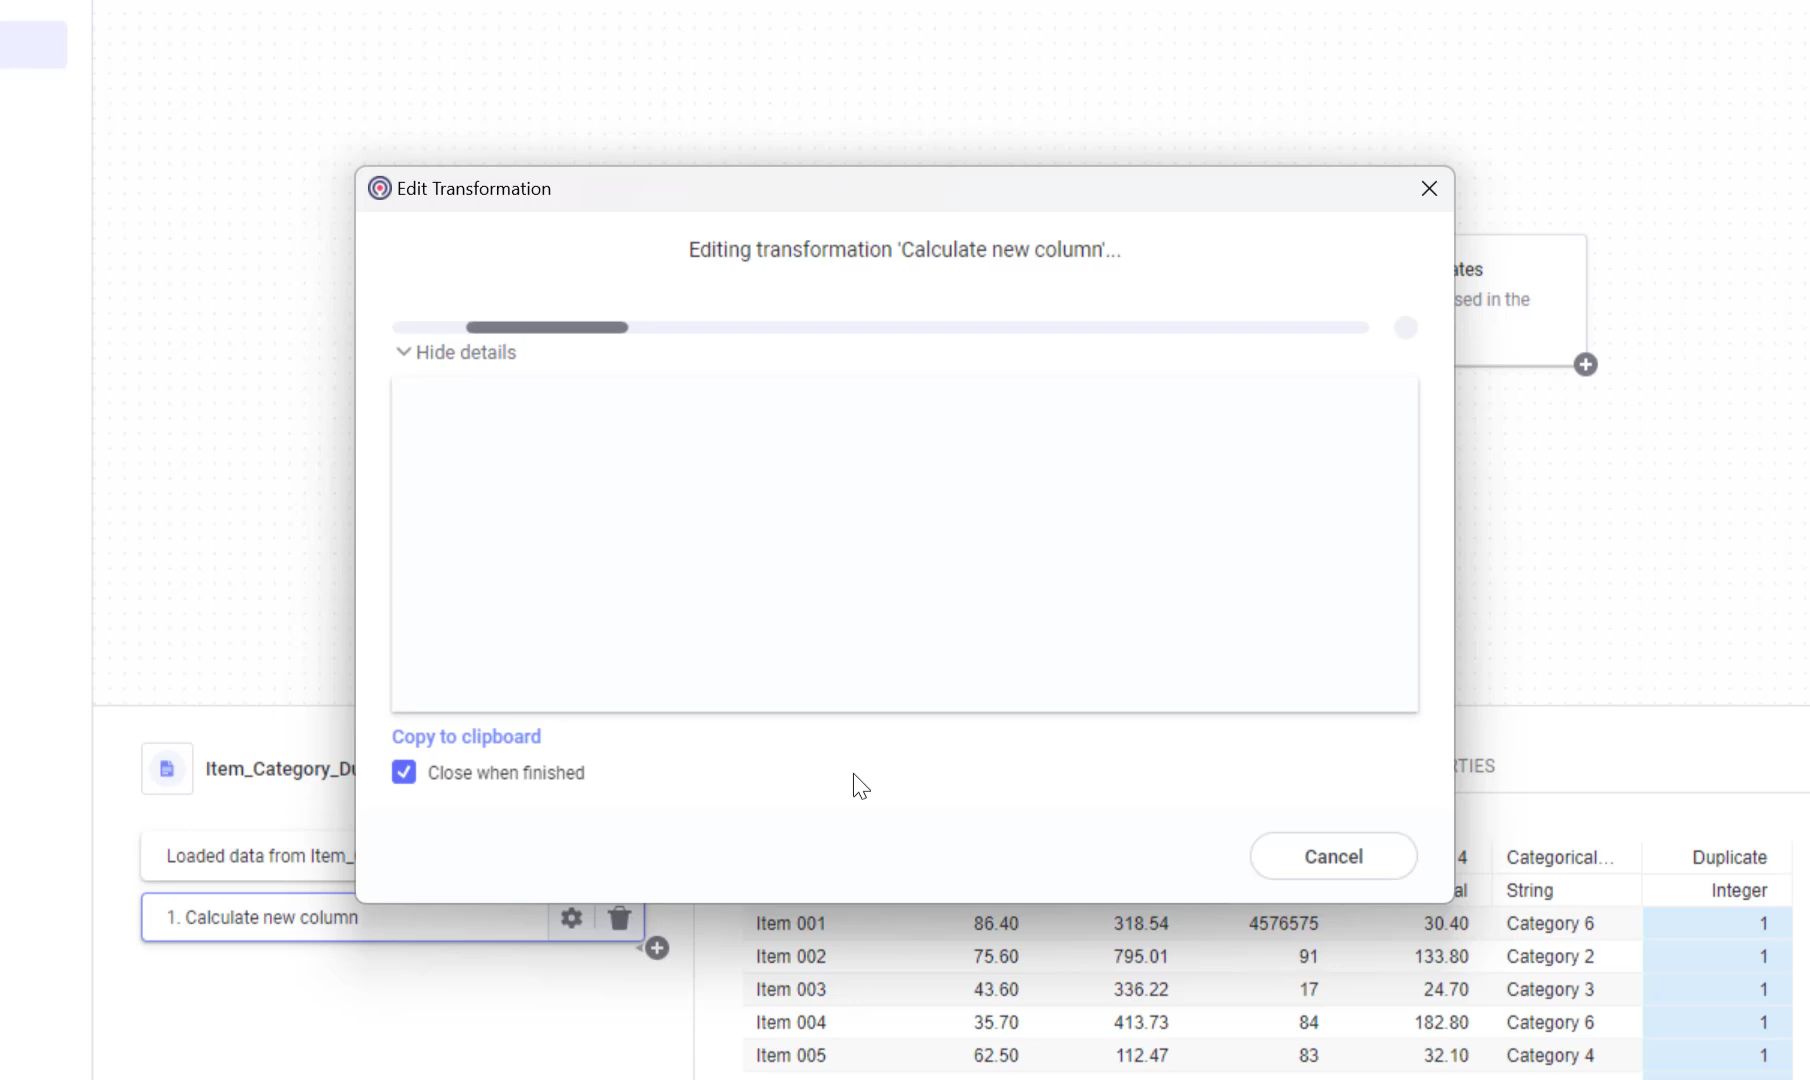 Edit Transformation
Editing transformation 'Calculate new column'...
Hide details
Copy to clipboard
Close when finished
Cancel
sed in the
Item_Category_Du
Loaded data from Item_
1. Calculate new column
4 Categorical... Duplicate
String Integer
Item 001 86.40 318.54 4576575 30.40 Category 6 1
Item 002 75.60 795.01 91 133.80 Category 2 1
Item 003 43.60 336.22 17 24.70 Category 3 1
Item 004 35.70 413.73 84 182.80 Category 6 1
Item 005 62.50 112.47 83 32.10 Category 4 1